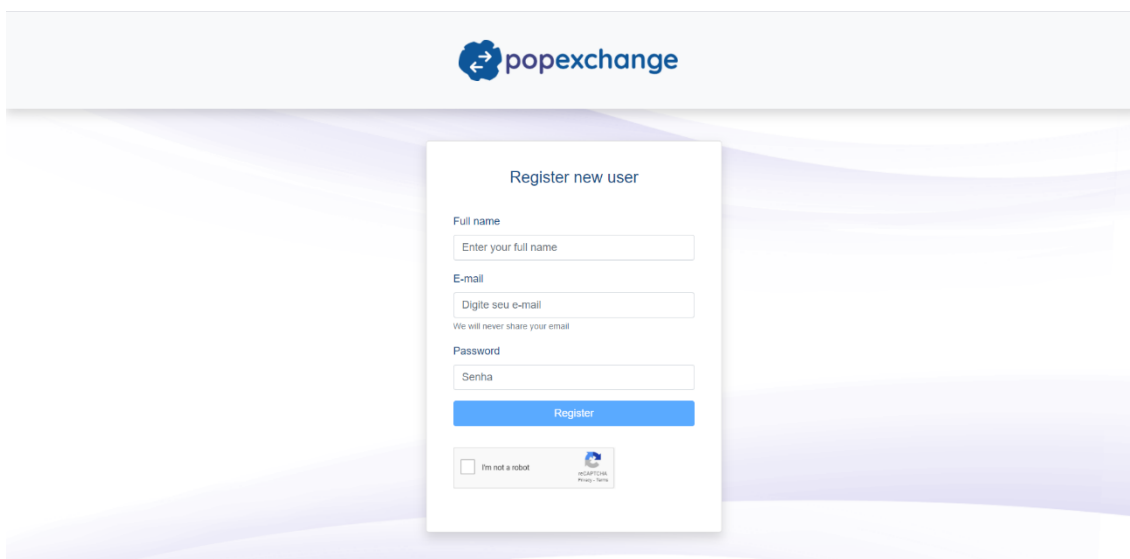 popexchange
Register new user
Full name
Enter your full name
E-mail
Digite seu e-mail
We will never share your email
Password
Senha
Register
I'm not a robot
reCAPTCHA
Privacy - Terms